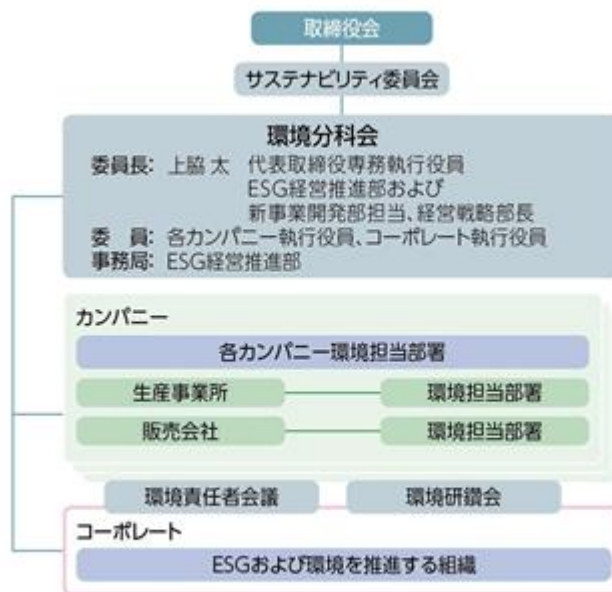 取締役会
サステナビリティ委員会
環境分科会
委員長： 上脇 太 代表取締役専務執行役員
ESG経営推進部および
新事業開発部担当、経営戦略部長
委　員： 各カンパニー執行役員、コーポレート執行役員
事務局： ESG経営推進部
カンパニー
各カンパニー環境担当部署
生産事業所 環境担当部署
販売会社 環境担当部署
環境責任者会議 環境研鑽会
コーポレート
ESGおよび環境を推進する組織